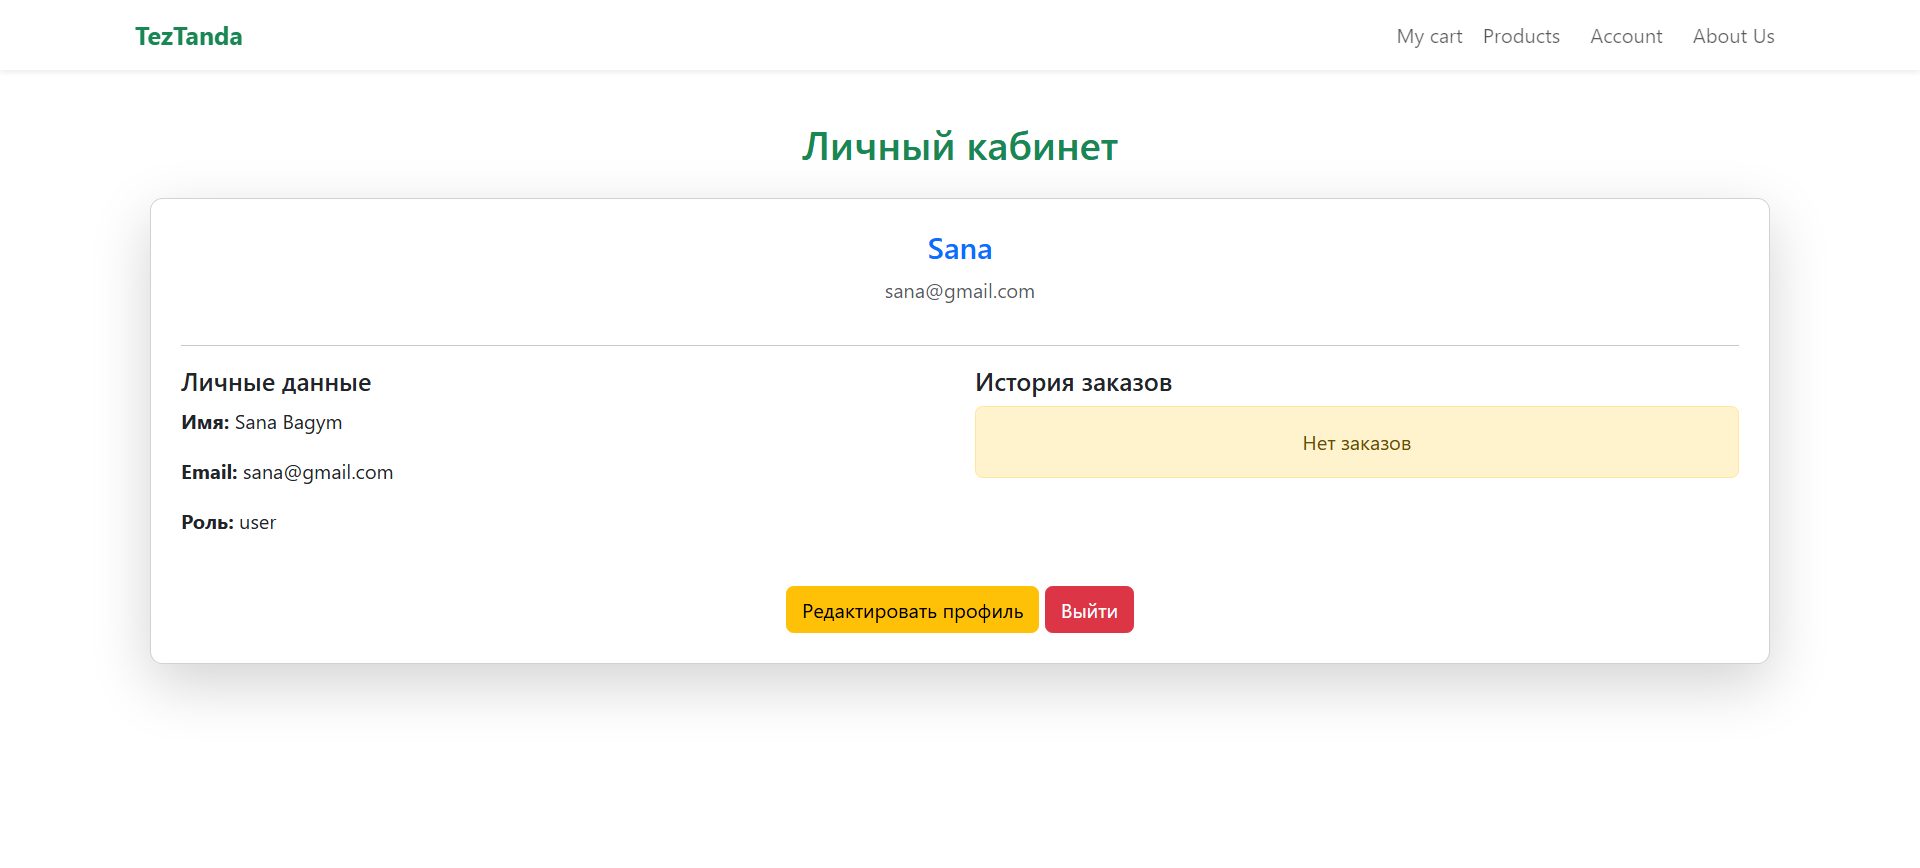 TezTanda
My cart Products Account About Us
Личный кабинет
Sana
sana@gmail.com
Личные данные
Имя: Sana Bagym
Email: sana@gmail.com
Роль: user
История заказов
Нет заказов
Редактировать профиль Выйти